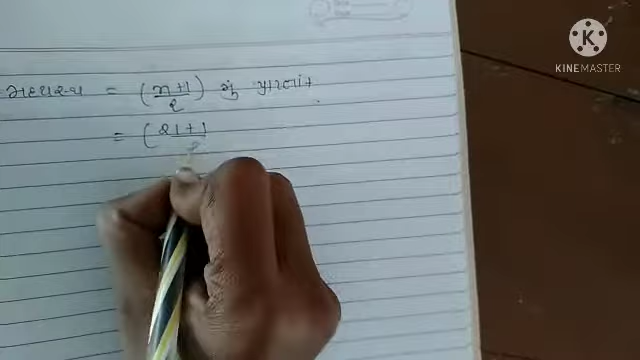 મધ્યસ્થ = (n+1/2) મું પ્રાપ્તાંક
= (21+1/2
KINEMASTER